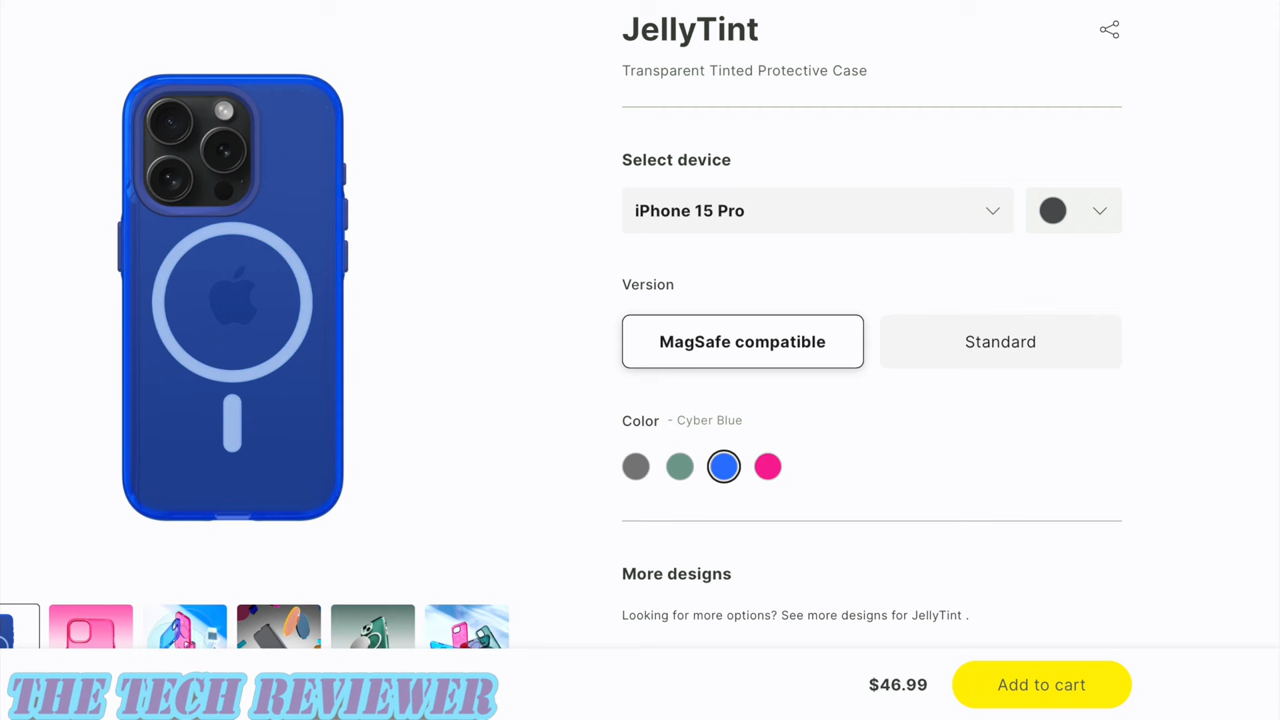 JellyTint
Transparent Tinted Protective Case
Select device
iPhone 15 Pro
Version
MagSafe compatible
Standard
Color - Cyber Blue
More designs
Looking for more options? See more designs for JellyTint .
$46.99
Add to cart
THE TECH REVIEWER